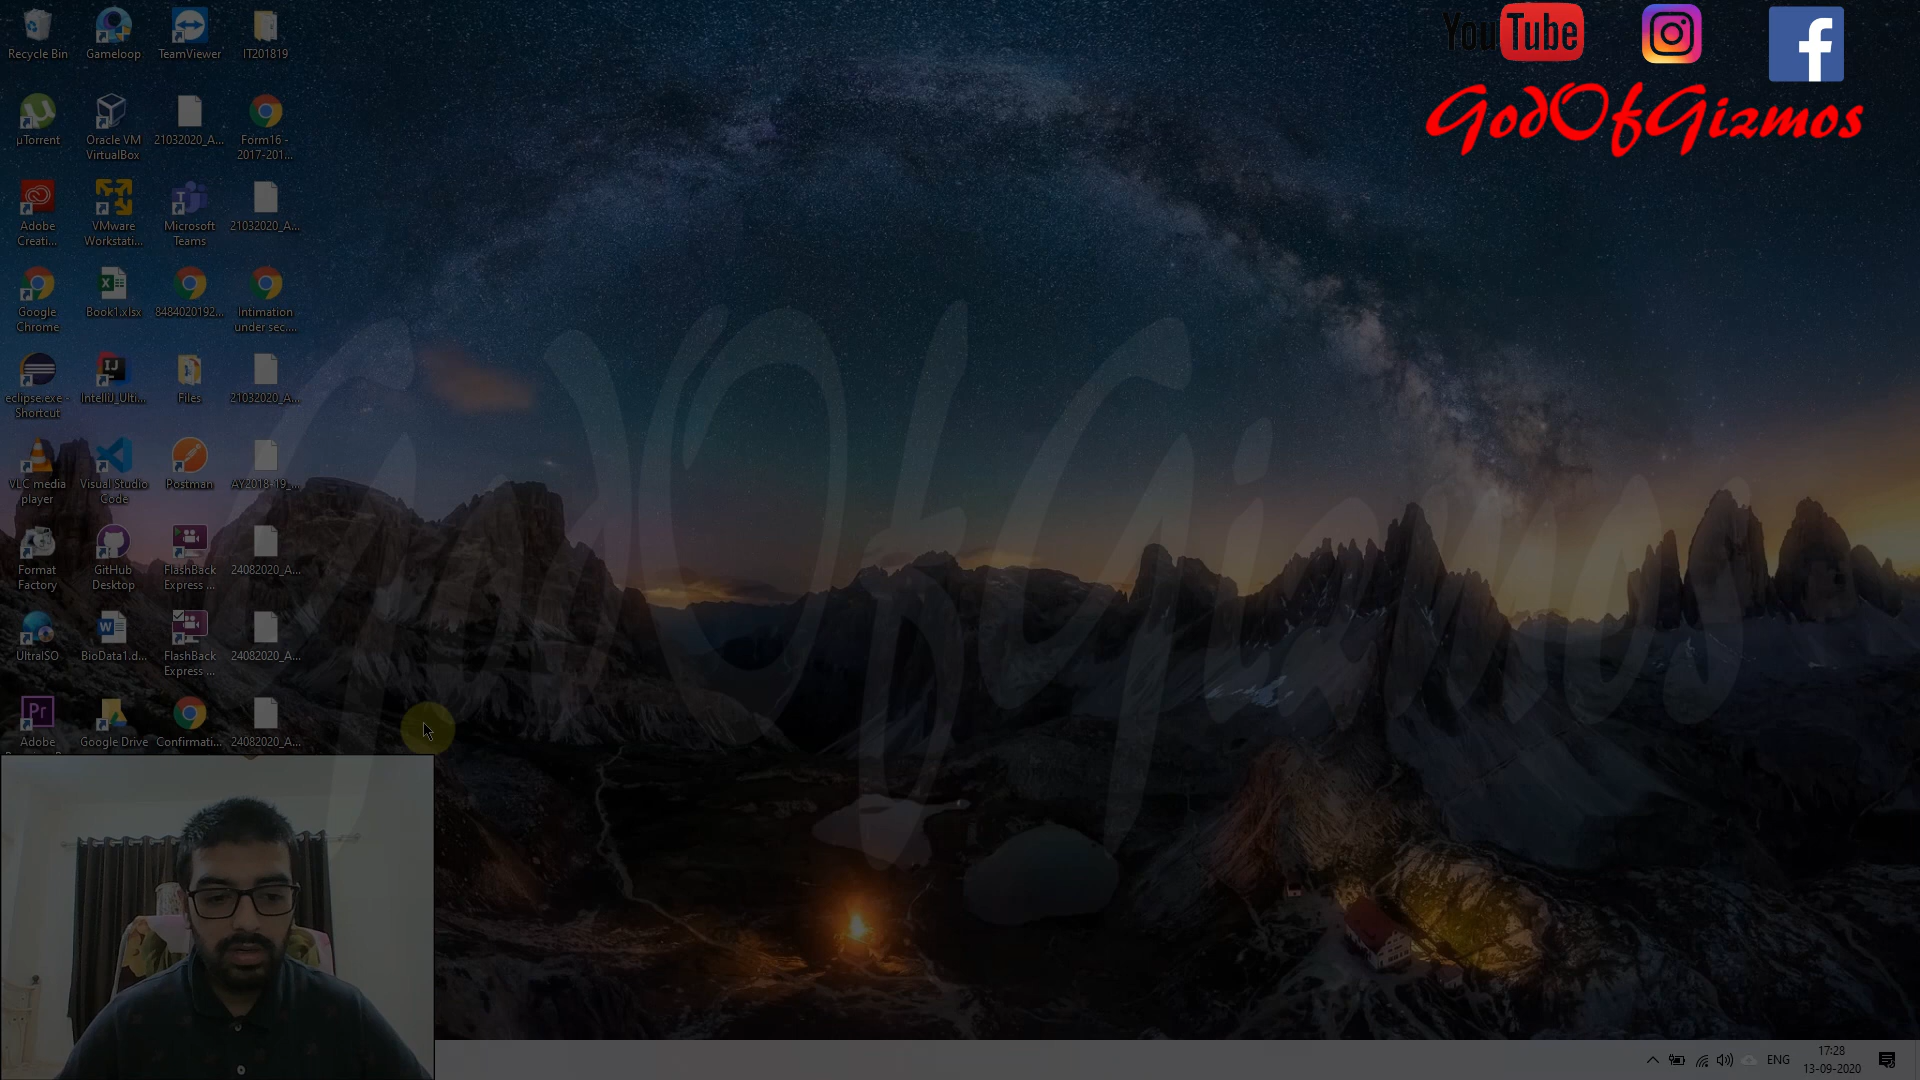 Recycle Bin
Gameloop
TeamViewer
IT201819
µTorrent
Oracle VM
VirtualBox
21032020_A...
Form16 -
2017-201...
Adobe
Creati...
VMware
Workstati...
Microsoft
Teams
21032020_A...
Google
Chrome
Book1.xlsx
8484020192...
Intimation
under sec....
eclipse.exe -
Shortcut
IntelliJ_Ulti...
Files
21032020_A...
VLC media
player
Visual Studio
Code
Postman
AY2018-19_...
Format
Factory
GitHub
Desktop
FlashBack
Express ...
24082020_A...
UltraISO
BioData1.d...
FlashBack
Express ...
24082020_A...
Adobe
Google Drive
Confirmati...
24082020_A...
YouTube
GodOfGizmos
GodOfGizmos
ENG
17:28
13-09-2020